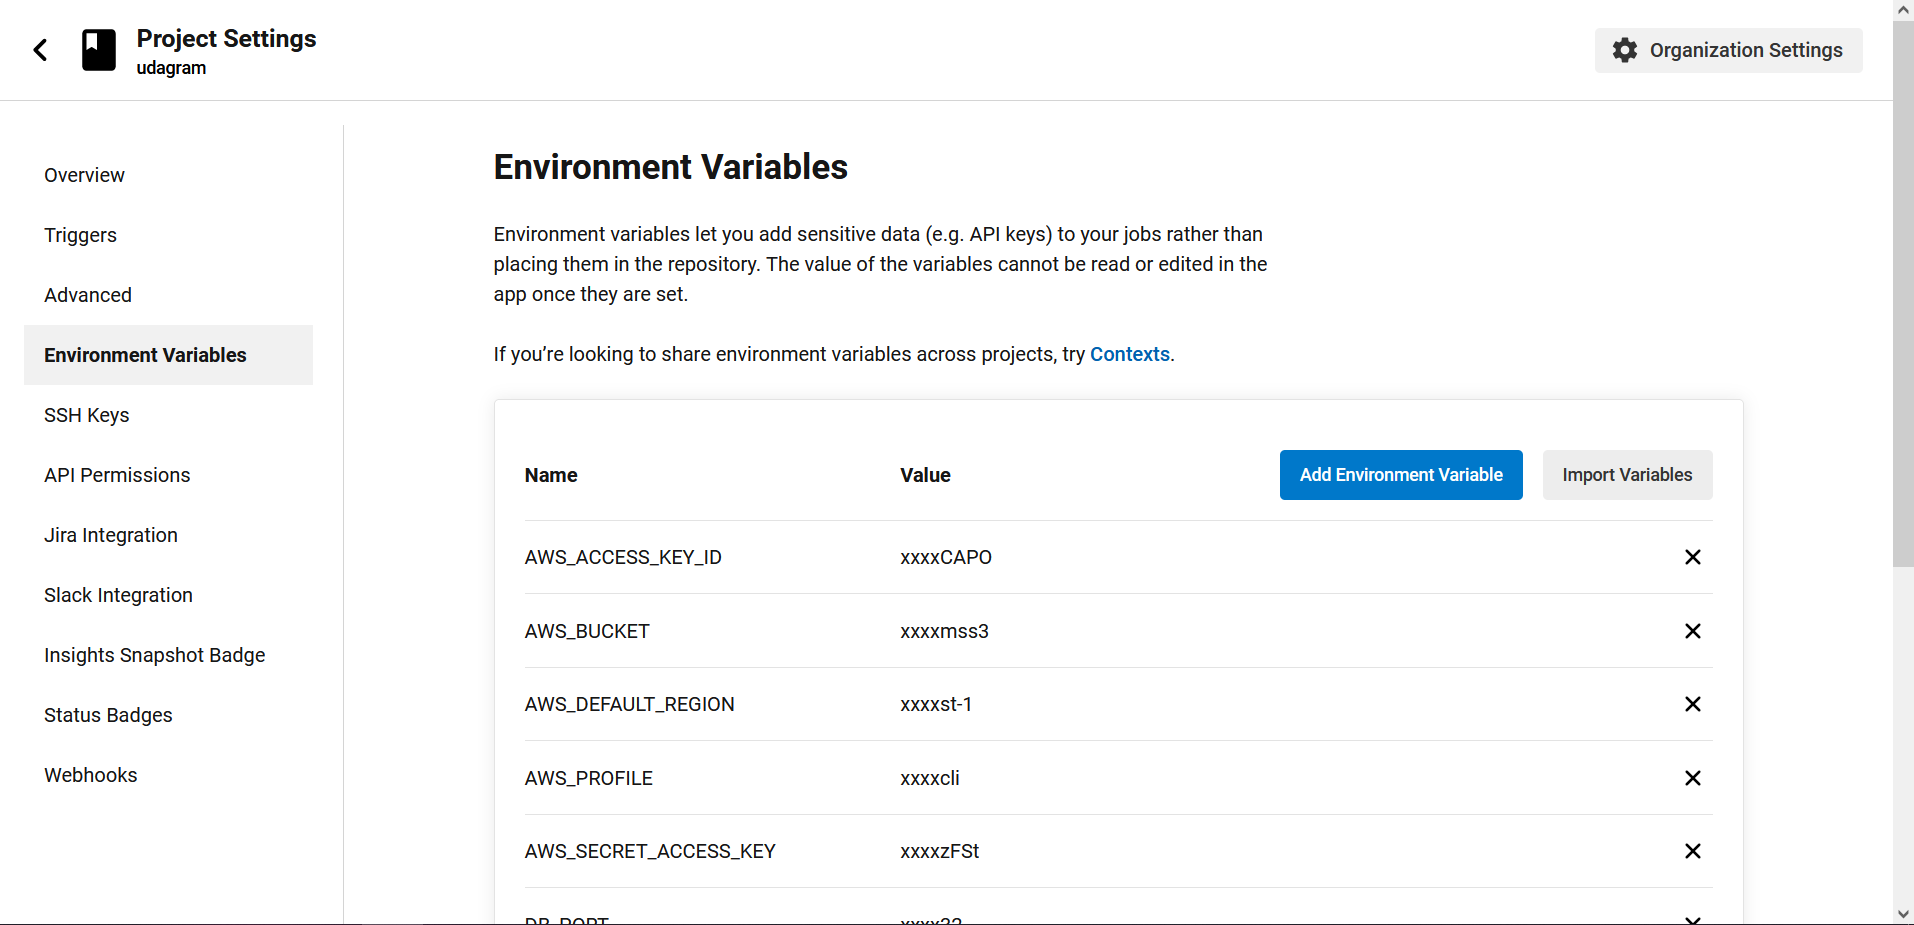 Project Settings
udagram
Organization Settings
Overview
Triggers
Advanced
Environment Variables
SSH Keys
API Permissions
Jira Integration
Slack Integration
Insights Snapshot Badge
Status Badges
Webhooks
Environment Variables
Environment variables let you add sensitive data (e.g. API keys) to your jobs rather than
placing them in the repository. The value of the variables cannot be read or edited in the
app once they are set.
If you’re looking to share environment variables across projects, try Contexts.
Name Value Add Environment Variable Import Variables
AWS_ACCESS_KEY_ID xxxxCAPO
AWS_BUCKET xxxxmss3
AWS_DEFAULT_REGION xxxxst-1
AWS_PROFILE xxxxcli
AWS_SECRET_ACCESS_KEY xxxxzFSt
DB_PORT xxxx32